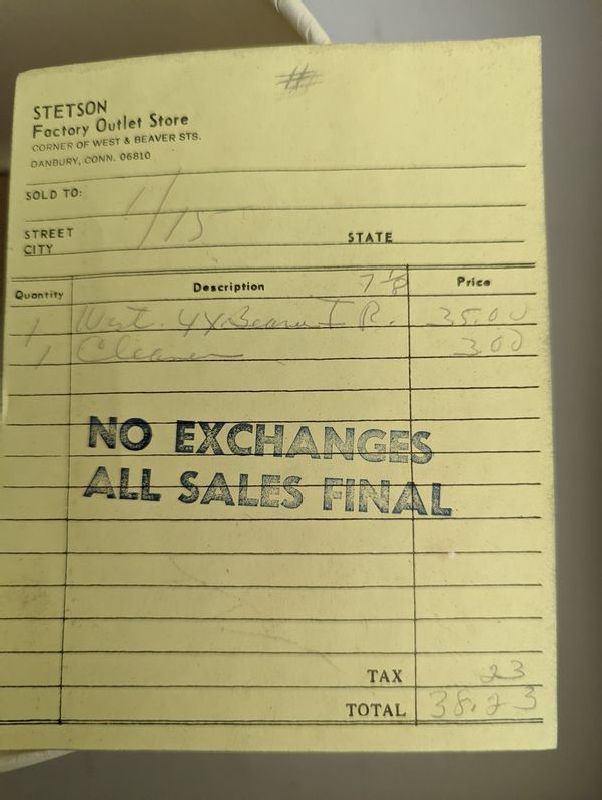 #
STETSON
Factory Outlet Store
CORNER OF WEST & BEAVER STS.
DANBURY, CONN. 06810
SOLD TO:
1/15
STREET
CITY STATE
Quantity Description 7 1/8 Price
1 West. 4X Beaver I R. 35.00
1 Cleaner 3 00
NO EXCHANGES
ALL SALES FINAL
TAX 23
TOTAL 38.23